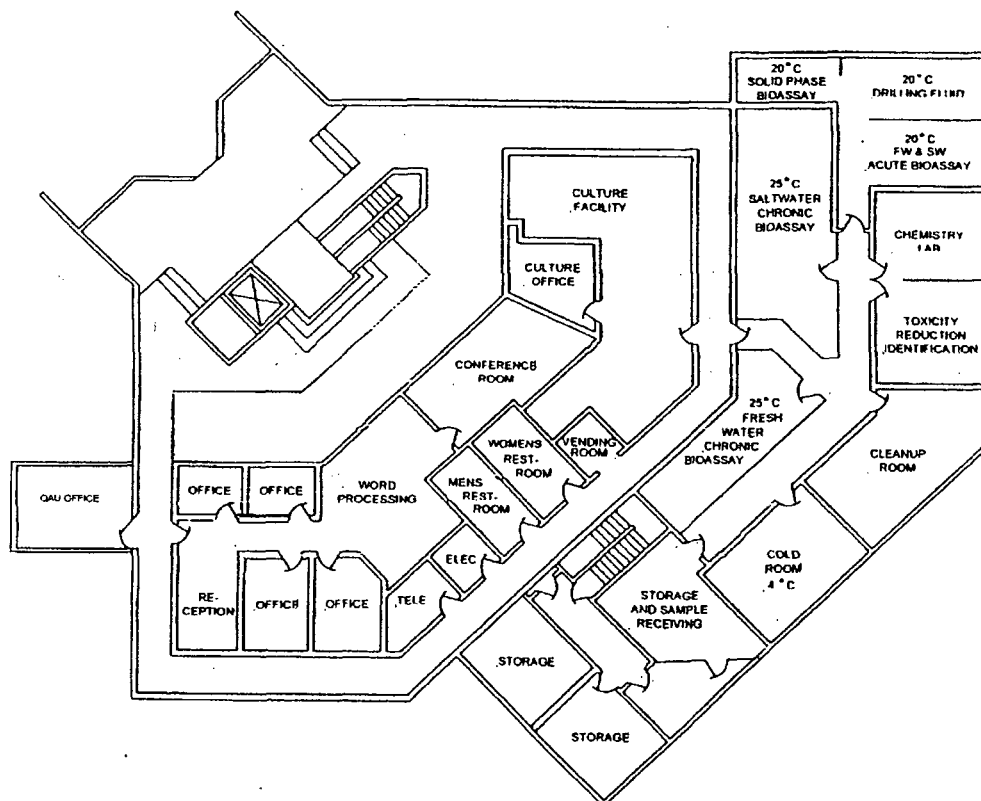 20°C
SOLID PHASE
BIOASSAY
20°C
DRILLING FLUID
20°C
FW & SW
ACUTE BIOASSAY
25°C
SALTWATER
CHRONIC
BIOASSAY
CULTURE
FACILITY
CHEMISTRY
LAB
CULTURE
OFFICE
TOXICITY
REDUCTION
IDENTIFICATION
CONFERENCE
ROOM
25°C
FRESH
WATER
CHRONIC
BIOASSAY
WOMENS
REST-
ROOM
VENDING
ROOM
CLEANUP
ROOM
QAU OFFICE
OFFICE
OFFICE
WORD
PROCESSING
MENS
REST-
ROOM
ELEC
COLD
ROOM
4°C
RE-
CEPTION
OFFICE
OFFICE
TELE
STORAGE
AND SAMPLE
RECEIVING
STORAGE
STORAGE